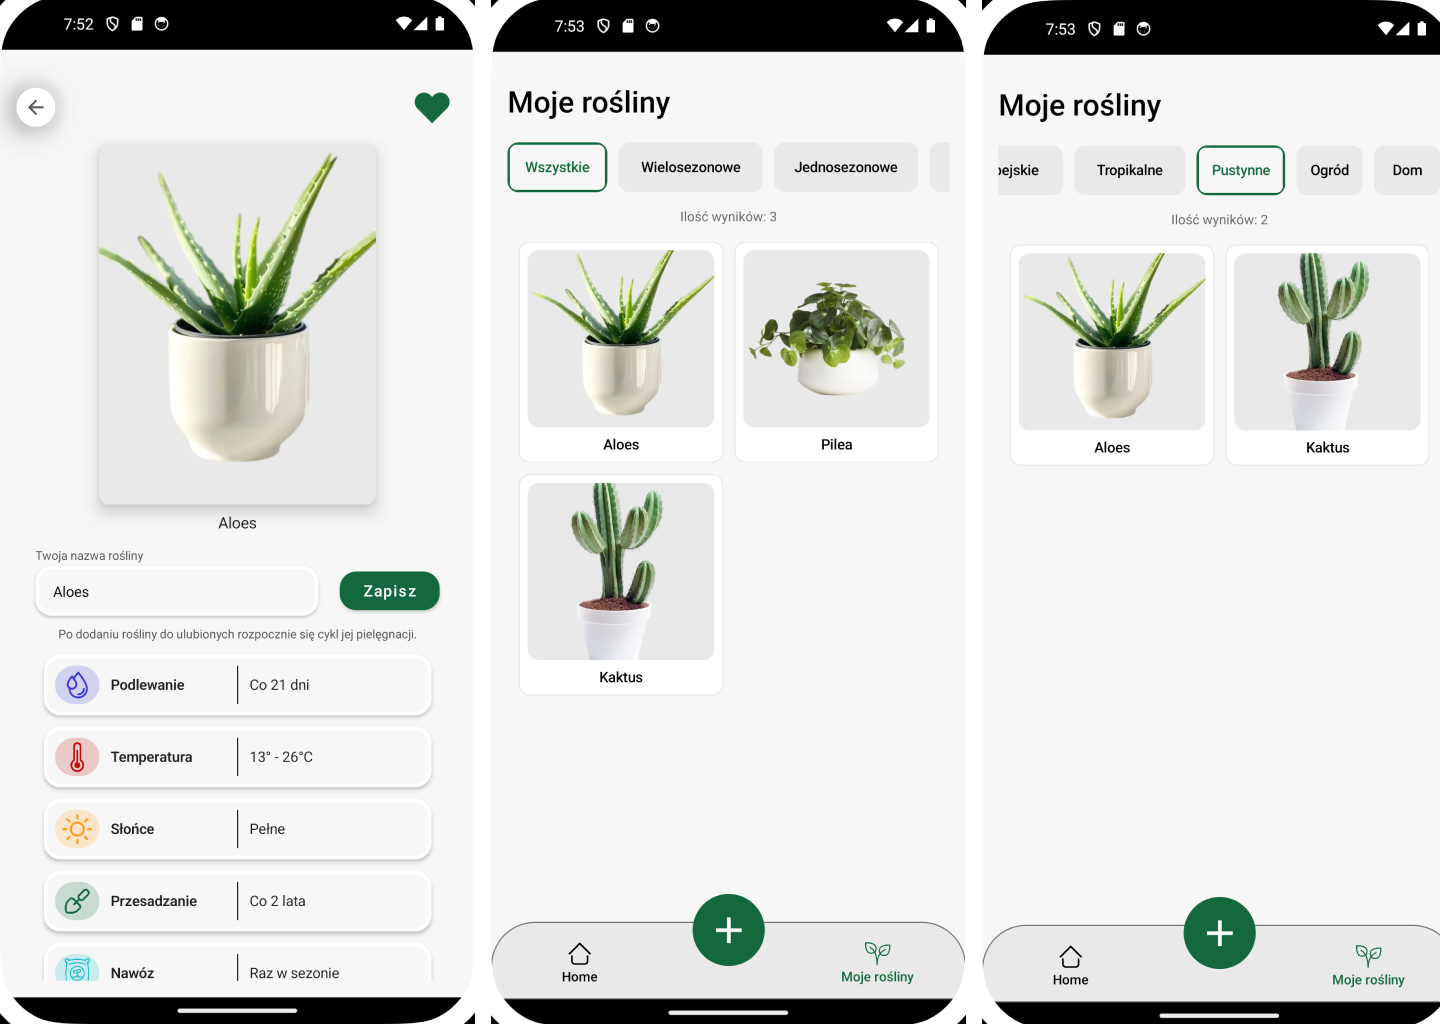 7:52
Aloes
Twoja nazwa rośliny
Aloes
Zapisz
Po dodaniu rośliny do ulubionych rozpocznie się cykl jej pielęgnacji.
Podlewanie Co 21 dni
Temperatura 13° - 26°C
Słońce Pełne
Przesadzanie Co 2 lata
Nawóz Raz w sezonie
7:53
Moje rośliny
Wszystkie Wielosezonowe Jednosezonowe
Ilość wyników: 3
Aloes Pilea
Kaktus
Home Moje rośliny
7:53
Moje rośliny
ejskie Tropikalne Pustynne Ogród Dom
Ilość wyników: 2
Aloes Kaktus
Home Moje rośliny